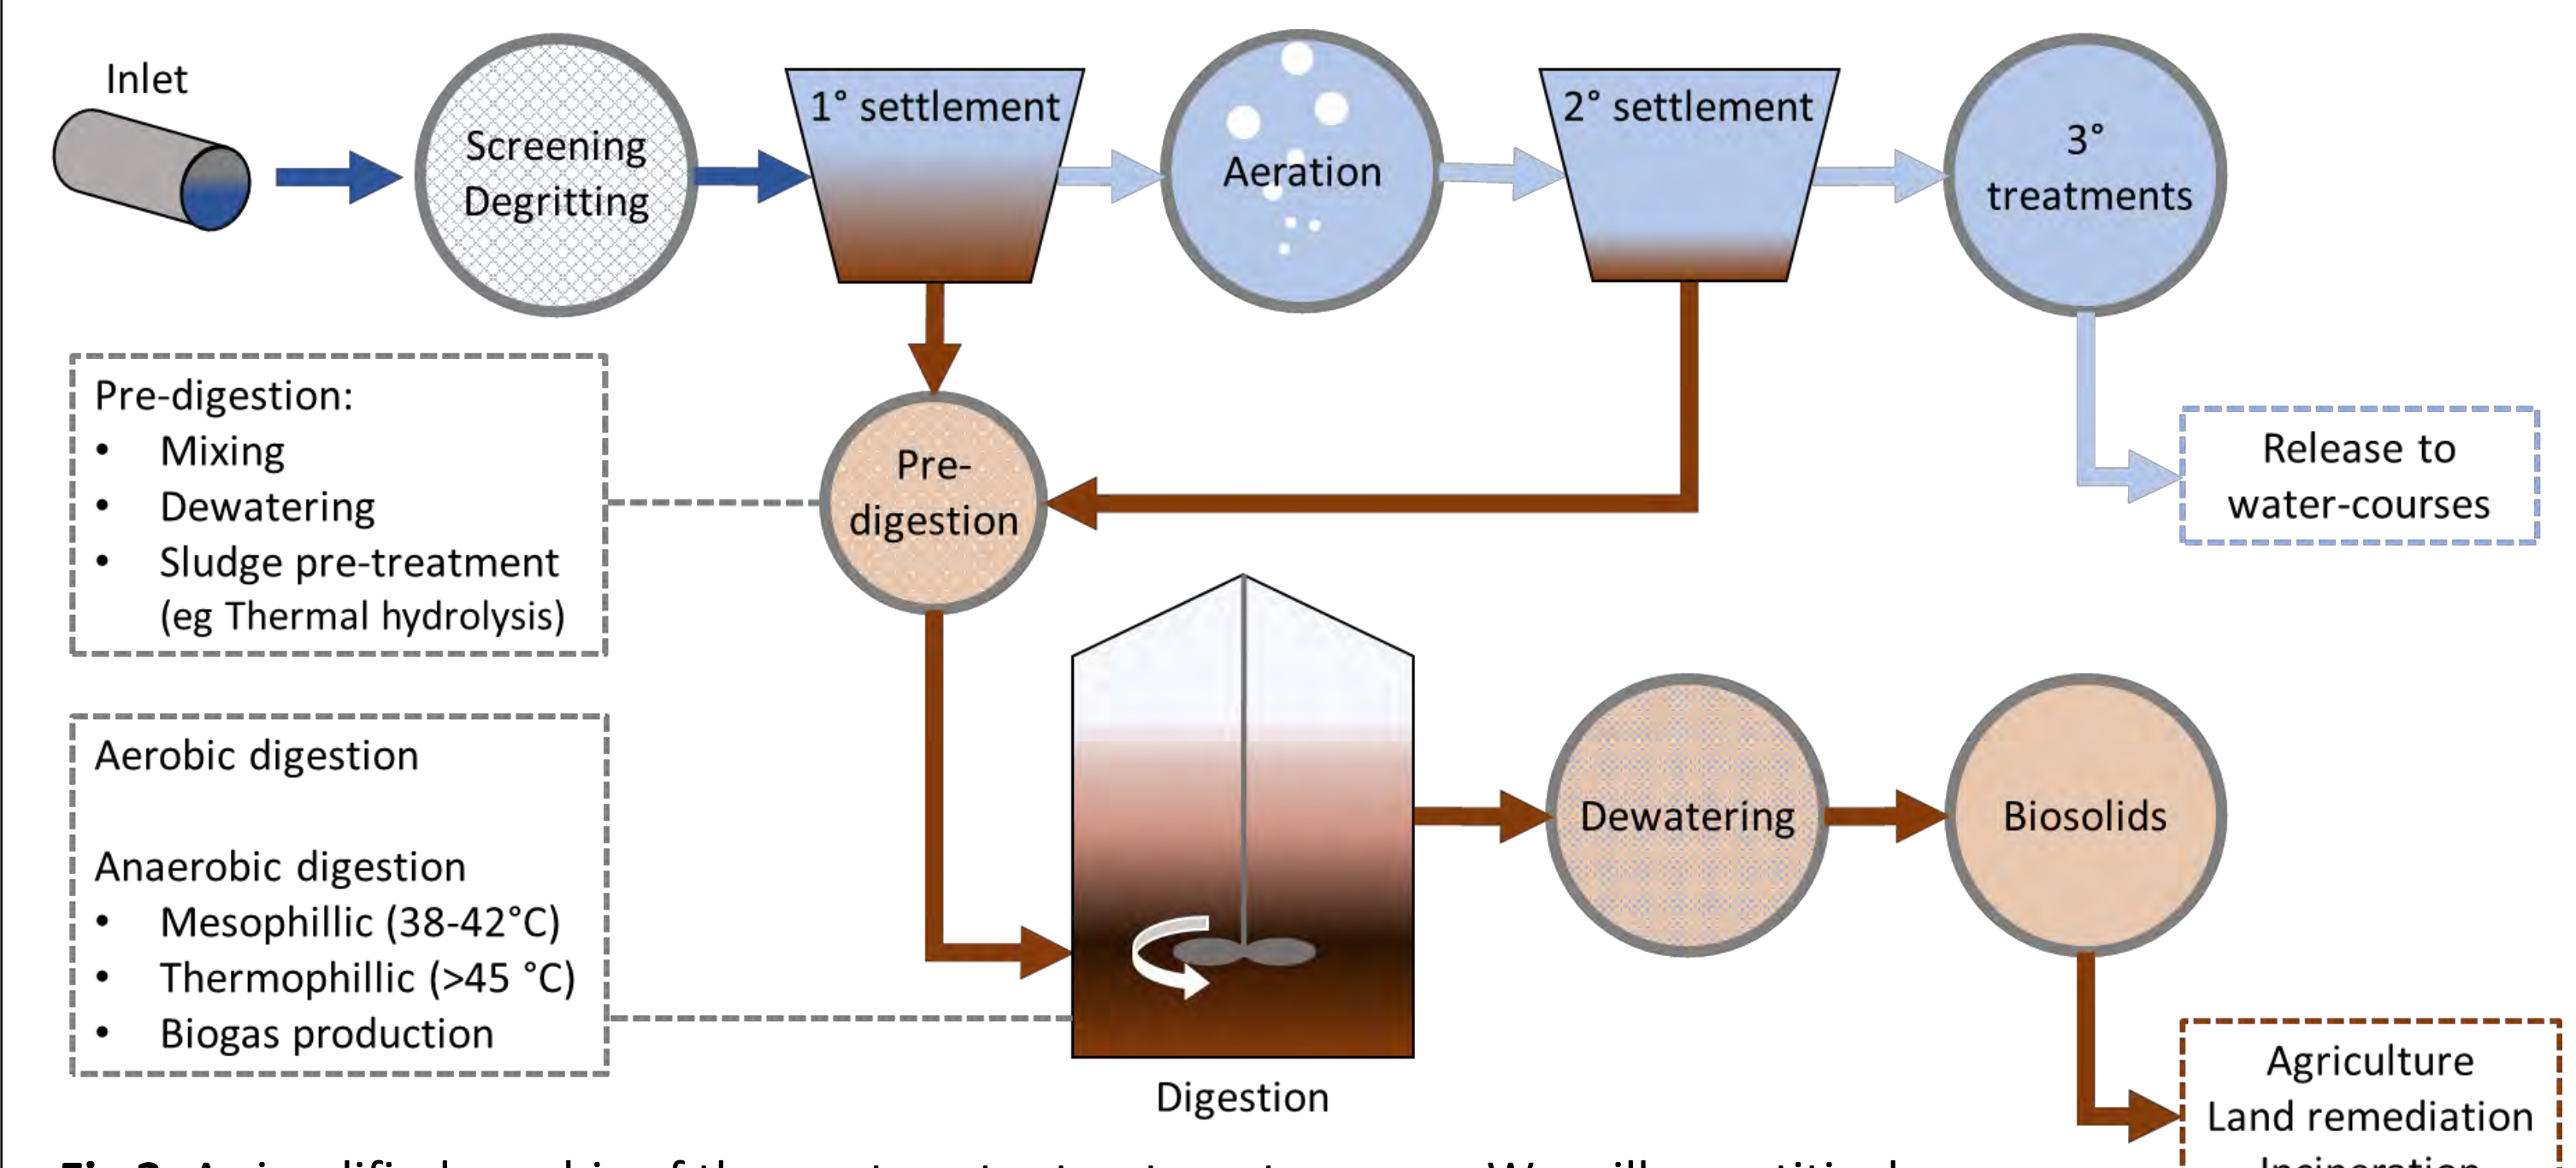 Inlet
Screening
Degritting
1° settlement
Aeration
2° settlement
3°
treatments
Release to
water-courses
Pre-digestion:
• Mixing
• Dewatering
• Sludge pre-treatment
(eg Thermal hydrolysis)
Pre-
digestion
Aerobic digestion
Anaerobic digestion
• Mesophillic (38-42°C)
• Thermophillic (>45 °C)
• Biogas production
Digestion
Dewatering
Biosolids
Agriculture
Land remediation
Incineration